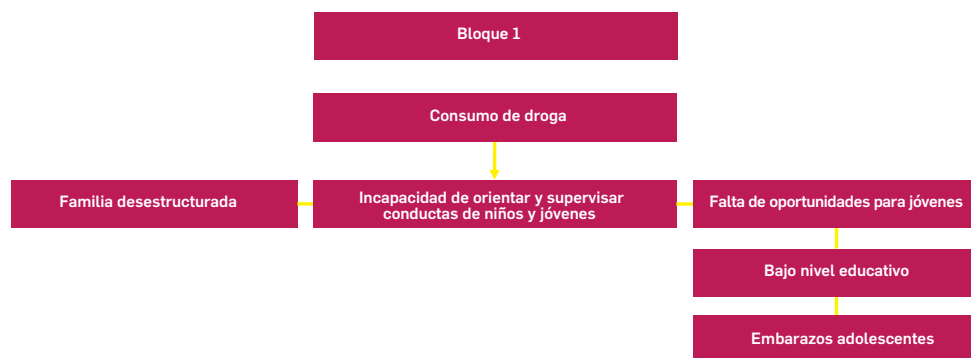 Bloque 1
Consumo de droga
Familia desestructurada
Incapacidad de orientar y supervisar
conductas de niños y jóvenes
Falta de oportunidades para jóvenes
Bajo nivel educativo
Embarazos adolescentes